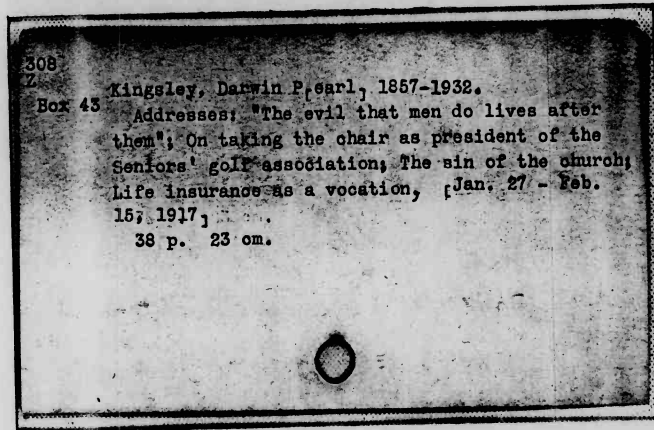 308
Z
Box 43 Kingsley, Darwin P[earl] 1857-1932.
Addresses: "The evil that men do lives after
them"; On taking the chair as president of the
Seniors' golf association; The sin of the church;
Life insurance as a vocation, [Jan. 27 - Feb.
15, 1917]
38 p. 23 cm.